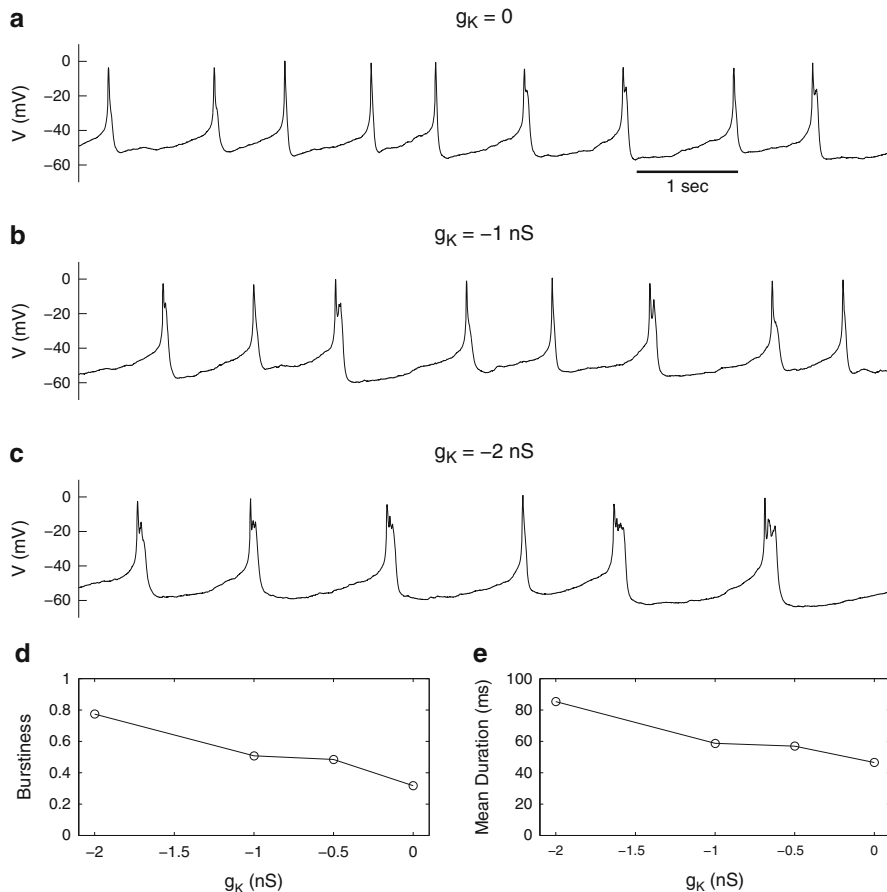 a
g_K = 0
V (mV)
0
−20
−40
−60
1 sec
b
g_K = −1 nS
V (mV)
0
−20
−40
−60
c
g_K = −2 nS
V (mV)
0
−20
−40
−60
d
Burstiness
1
0.8
0.6
0.4
0.2
0
−2
−1.5
−1
−0.5
0
g_K (nS)
e
Mean Duration (ms)
100
80
60
40
20
0
−2
−1.5
−1
−0.5
0
g_K (nS)